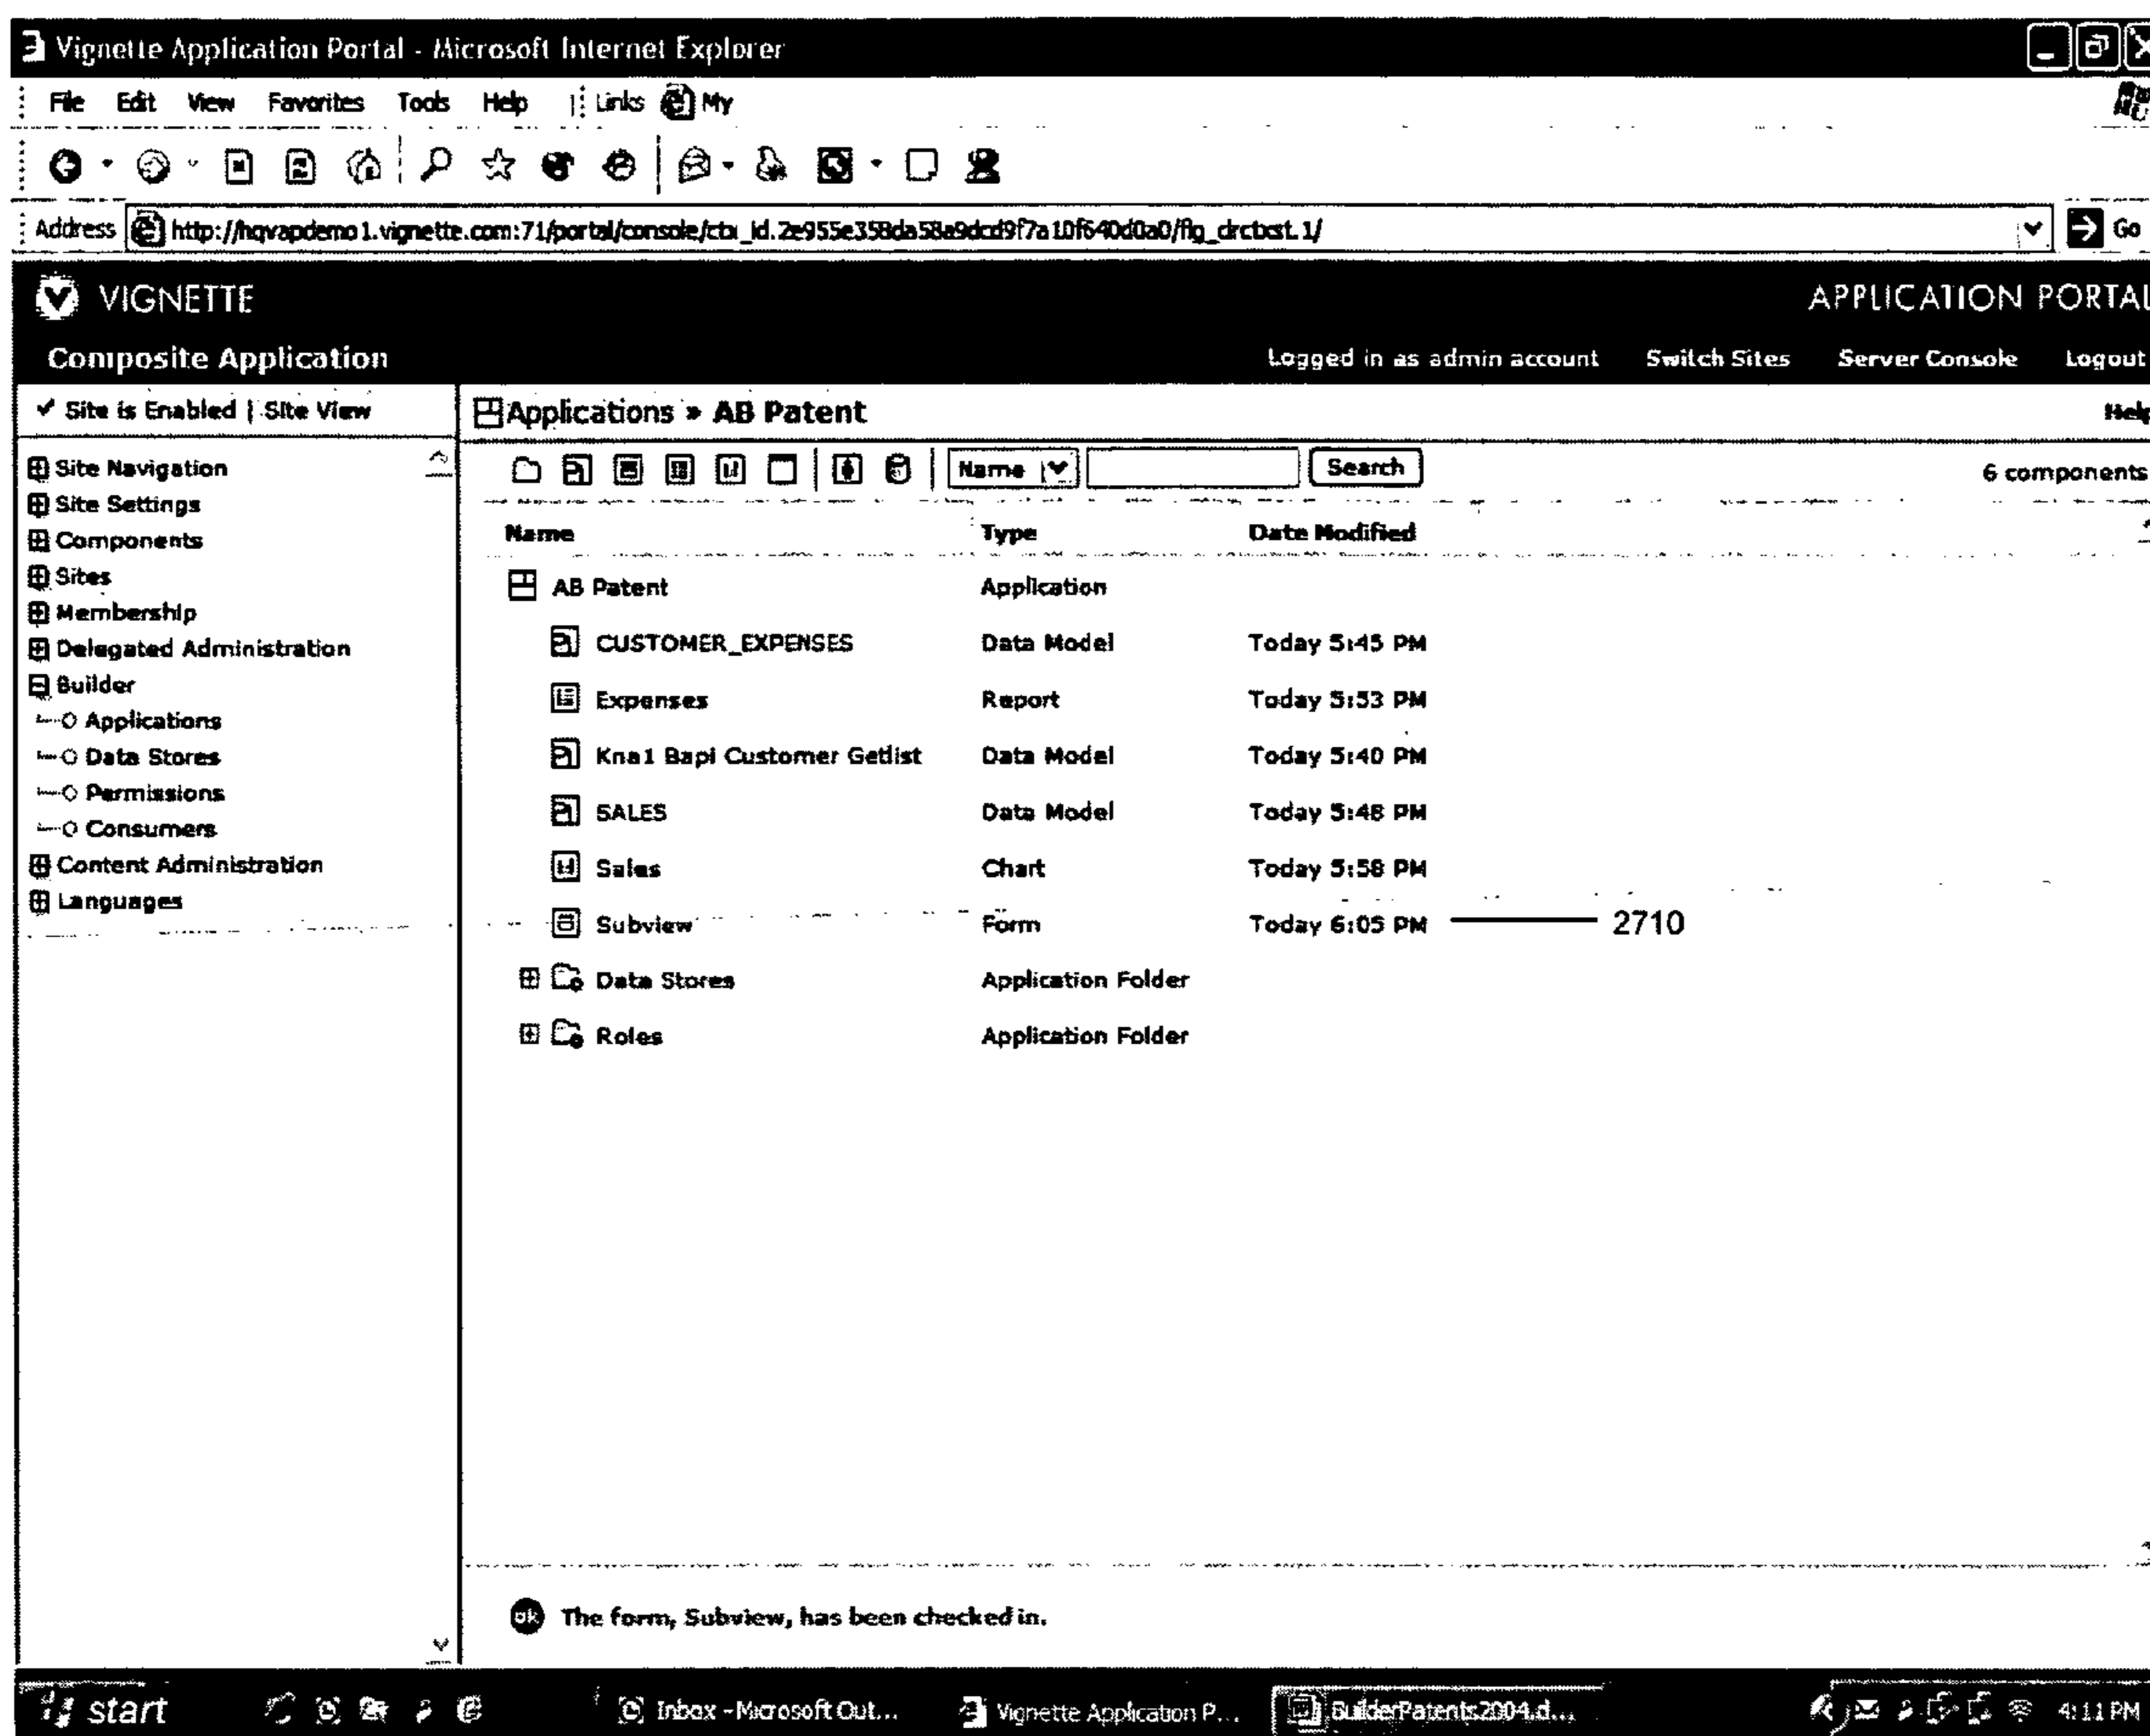 Vignette Application Portal - Microsoft Internet Explorer
File Edit View Favorites Tools Help Links My
Address http://hqvapdemo1.vignette.com:71/portal/console/ctx_id.2e955e358da58a9dcd9f7a10f640d0a0/flg_drctxst.1/ Go
VIGNETTE APPLICATION PORTAL
Composite Application Logged in as admin account Switch Sites Server Console Logout
Site is Enabled | Site View
Applications » AB Patent Help
Site Navigation
Site Settings
Components
Sites
Membership
Delegated Administration
Builder
Applications
Data Stores
Permissions
Consumers
Content Administration
Languages
Name Search 6 components
Name Type Date Modified
AB Patent Application
CUSTOMER_EXPENSES Data Model Today 5:45 PM
Expenses Report Today 5:53 PM
Kna1 Bapi Customer Getlist Data Model Today 5:40 PM
SALES Data Model Today 5:48 PM
Sales Chart Today 5:58 PM
Subview Form Today 6:05 PM 2710
Data Stores Application Folder
Roles Application Folder
ok The form, Subview, has been checked in.
start Inbox - Microsoft Out... Vignette Application P... BuilderPatents2004.d... 4:11 PM